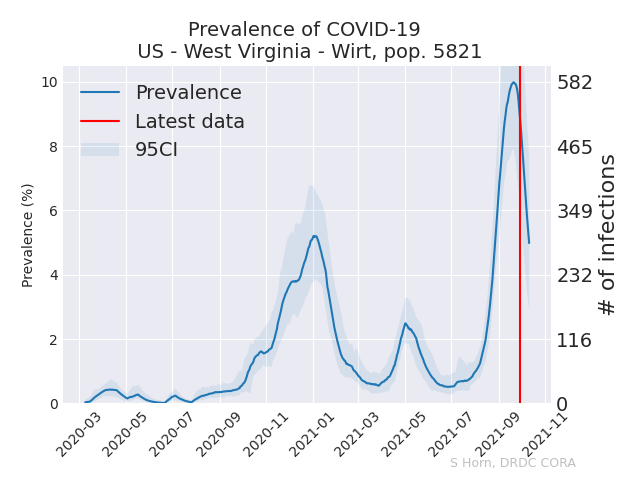 Prevalence of COVID-19
US - West Virginia - Wirt, pop. 5821
Prevalence
Latest data
95CI
Prevalence (%)
10
8
6
4
2
0
582
465
349
232
116
0
# of infections
2020-03
2020-05
2020-07
2020-09
2020-11
2021-01
2021-03
2021-05
2021-07
2021-09
2021-11
S Horn, DRDC CORA